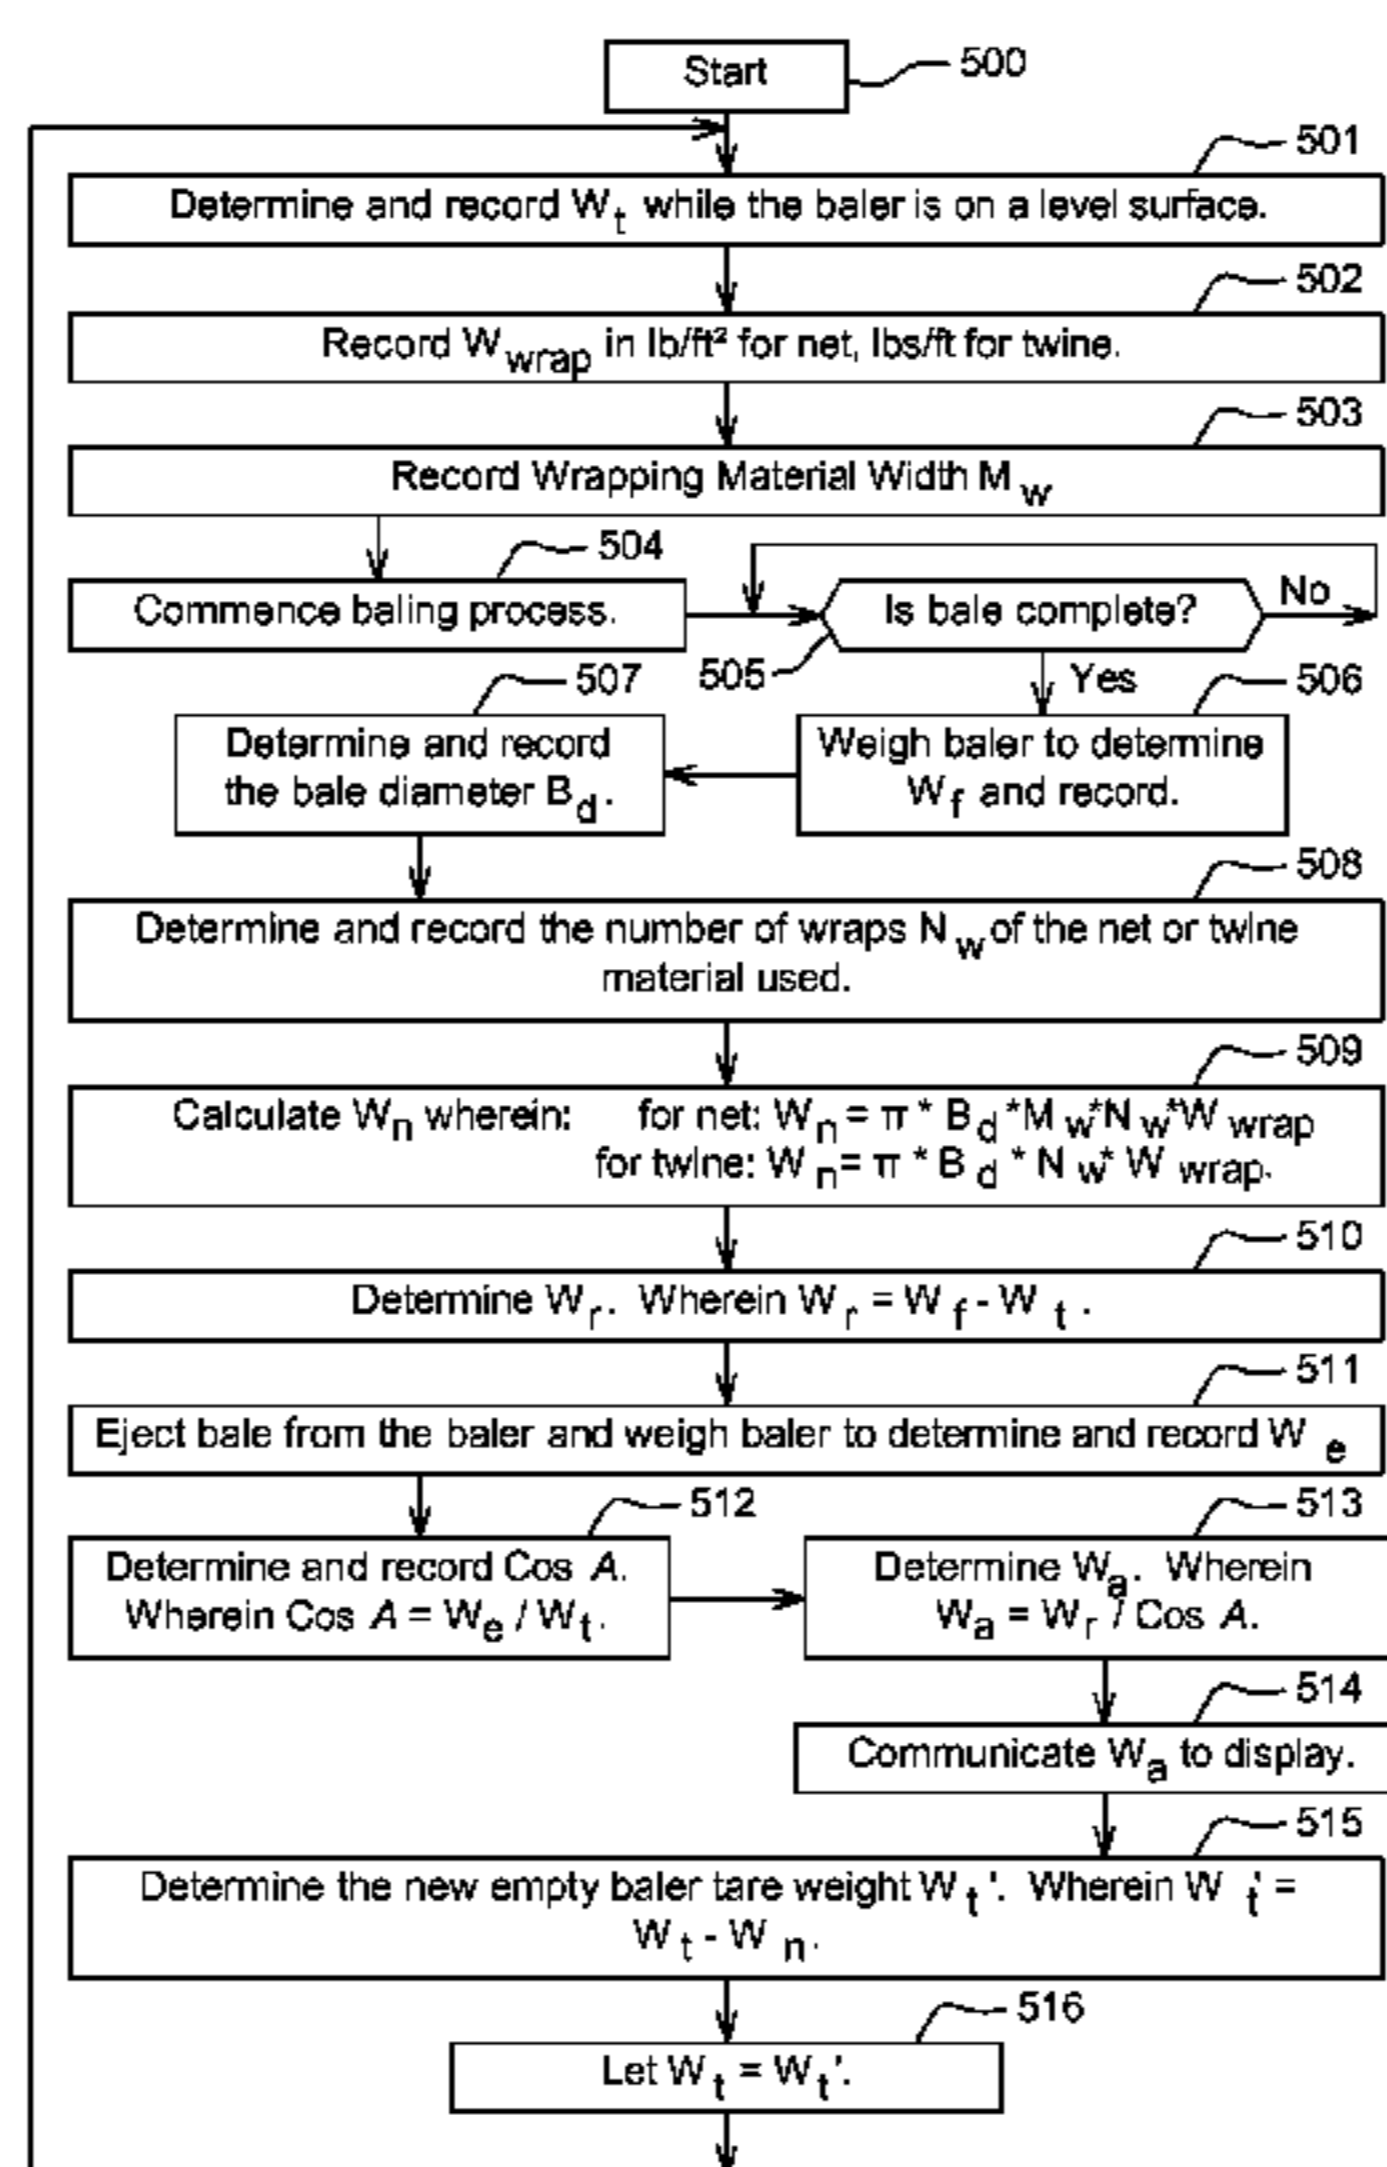 Start
500
501
Determine and record Wt while the baler is on a level surface.
502
Record Wwrap in lb/ft² for net, lbs/ft for twine.
503
Record Wrapping Material Width Mw
504
Commence baling process.
Is bale complete?
No
505
Yes
507
506
Determine and record
the bale diameter Bd.
Weigh baler to determine
Wf and record.
508
Determine and record the number of wraps Nw of the net or twine
material used.
509
Calculate Wn wherein: for net: Wn = π * Bd *Mw*Nw*Wwrap
for twine: Wn = π * Bd * Nw * Wwrap.
510
Determine Wr. Wherein Wr = Wf - Wt .
511
Eject bale from the baler and weigh baler to determine and record We
512
513
Determine and record Cos A.
Wherein Cos A = We / Wt.
Determine Wa. Wherein
Wa = Wr / Cos A.
514
Communicate Wa to display.
515
Determine the new empty baler tare weight Wt'. Wherein Wt' =
Wt - Wn.
516
Let Wt = Wt'.